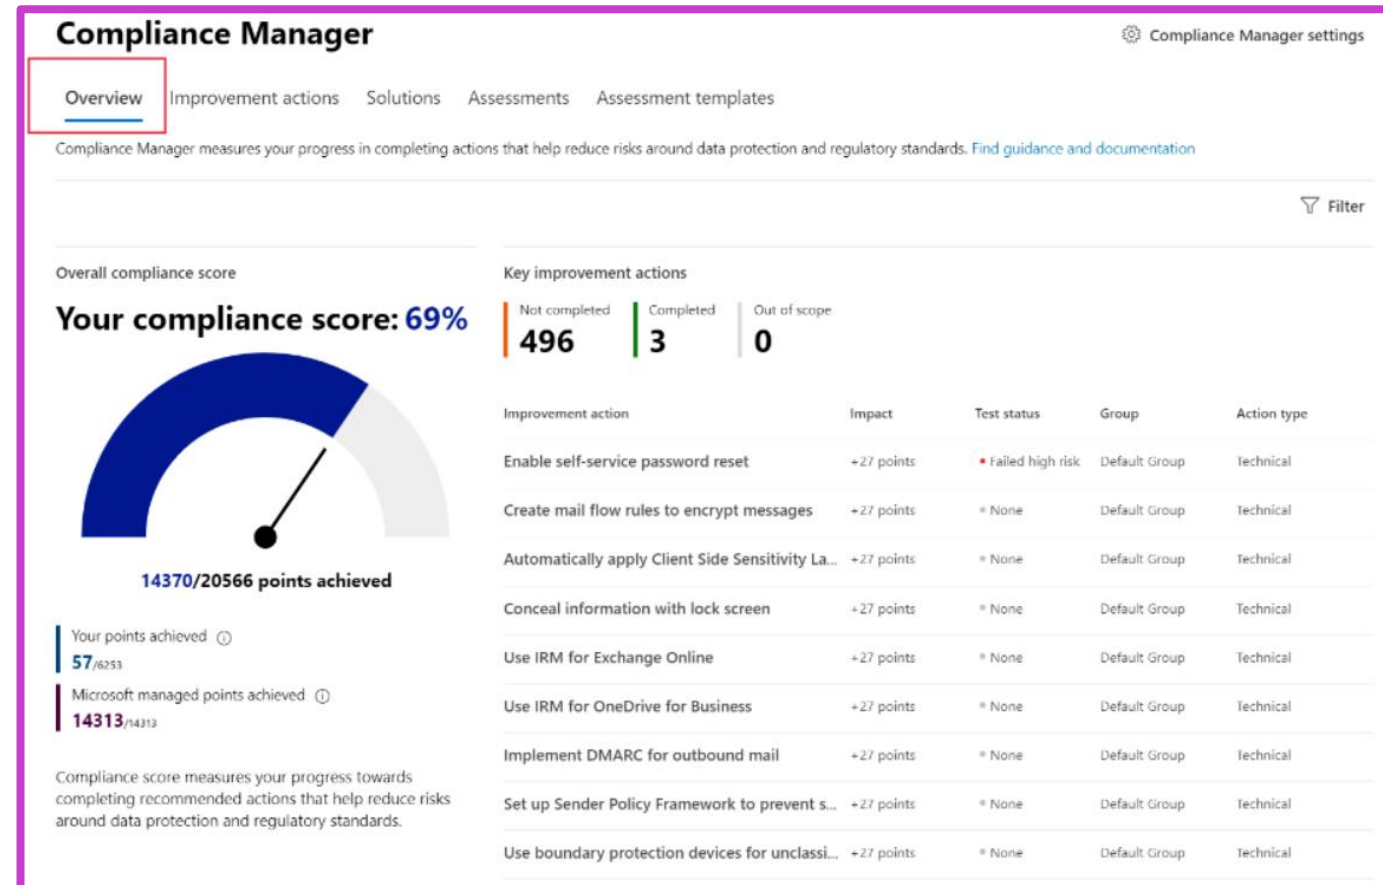 Compliance Manager
Compliance Manager settings
Overview Improvement actions Solutions Assessments Assessment templates
Compliance Manager measures your progress in completing actions that help reduce risks around data protection and regulatory standards. Find guidance and documentation
Filter
Overall compliance score
Your compliance score: 69%
14370/20566 points achieved
Your points achieved
57/6253
Microsoft managed points achieved
14313/14313
Compliance score measures your progress towards
completing recommended actions that help reduce risks
around data protection and regulatory standards.
Key improvement actions
Not completed Completed Out of scope
496 3 0
Improvement action Impact Test status Group Action type
Enable self-service password reset +27 points Failed high risk Default Group Technical
Create mail flow rules to encrypt messages +27 points None Default Group Technical
Automatically apply Client Side Sensitivity La... +27 points None Default Group Technical
Conceal information with lock screen +27 points None Default Group Technical
Use IRM for Exchange Online +27 points None Default Group Technical
Use IRM for OneDrive for Business +27 points None Default Group Technical
Implement DMARC for outbound mail +27 points None Default Group Technical
Set up Sender Policy Framework to prevent s... +27 points None Default Group Technical
Use boundary protection devices for unclassi... +27 points None Default Group Technical